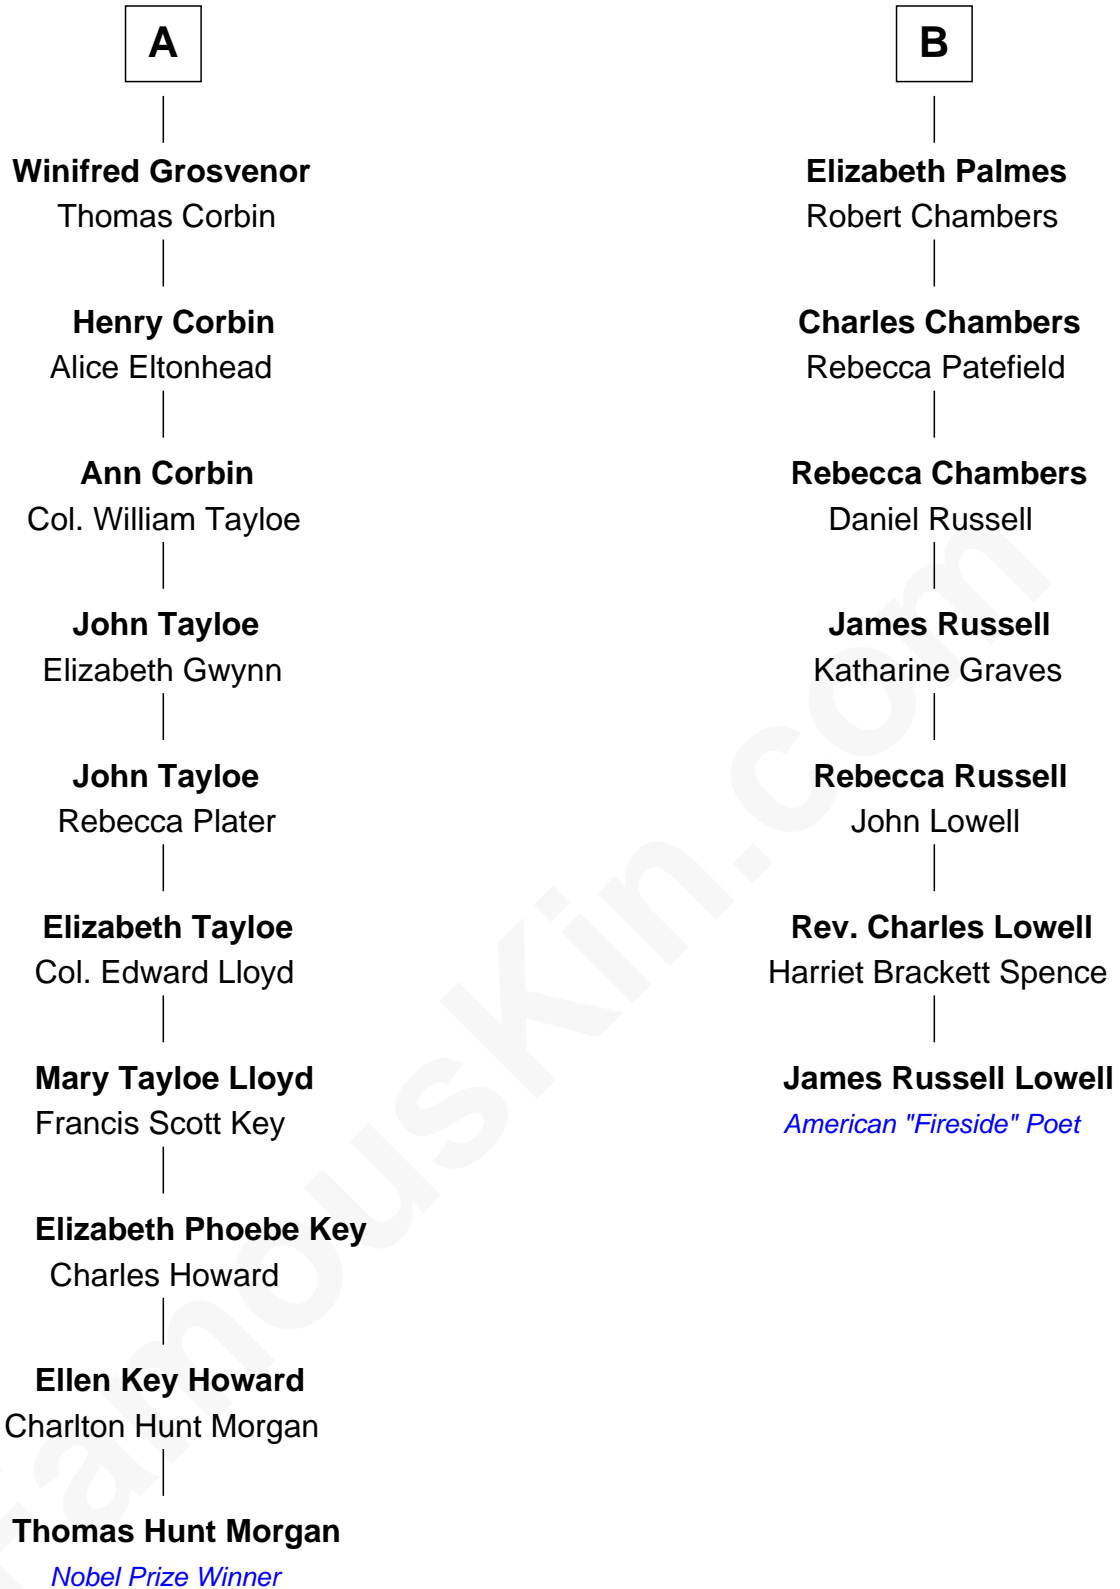 A
Winifred Grosvenor
Thomas Corbin
Henry Corbin
Alice Eltonhead
Ann Corbin
Col. William Tayloe
John Tayloe
Elizabeth Gwynn
John Tayloe
Rebecca Plater
Elizabeth Tayloe
Col. Edward Lloyd
Mary Tayloe Lloyd
Francis Scott Key
Elizabeth Phoebe Key
Charles Howard
Ellen Key Howard
Charlton Hunt Morgan
Thomas Hunt Morgan
Nobel Prize Winner
B
Elizabeth Palmes
Robert Chambers
Charles Chambers
Rebecca Patefield
Rebecca Chambers
Daniel Russell
James Russell
Katharine Graves
Rebecca Russell
John Lowell
Rev. Charles Lowell
Harriet Brackett Spence
James Russell Lowell
American "Fireside" Poet
FamousKin.com